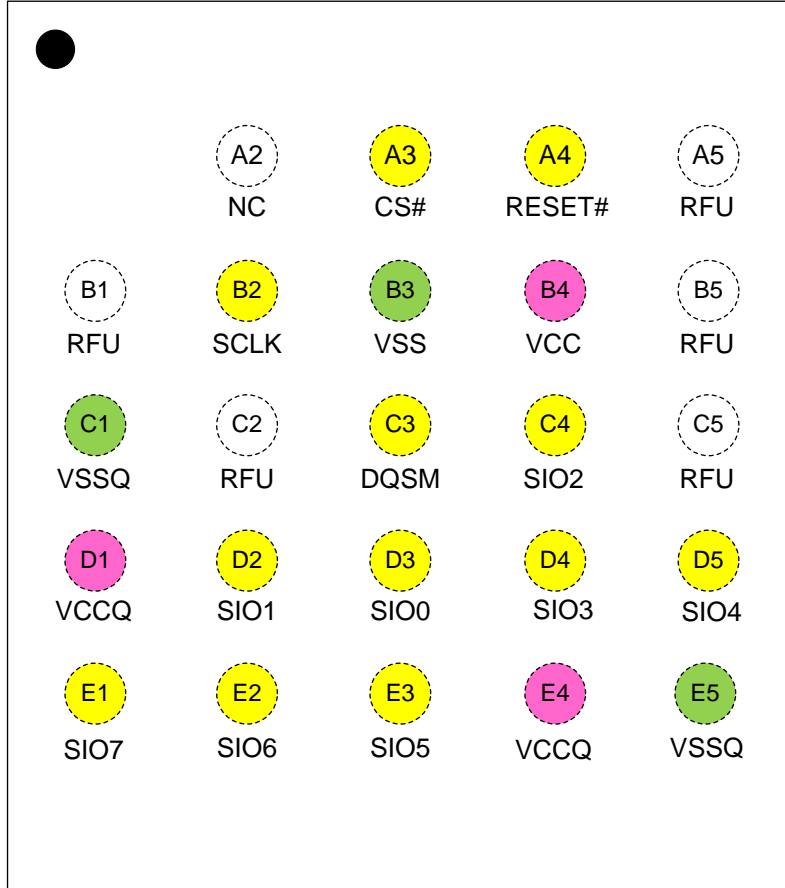 A2 A3 A4 A5
NC CS# RESET# RFU
B1 B2 B3 B4 B5
RFU SCLK VSS VCC RFU
C1 C2 C3 C4 C5
VSSQ RFU DQSM SIO2 RFU
D1 D2 D3 D4 D5
VCCQ SIO1 SIO0 SIO3 SIO4
E1 E2 E3 E4 E5
SIO7 SIO6 SIO5 VCCQ VSSQ